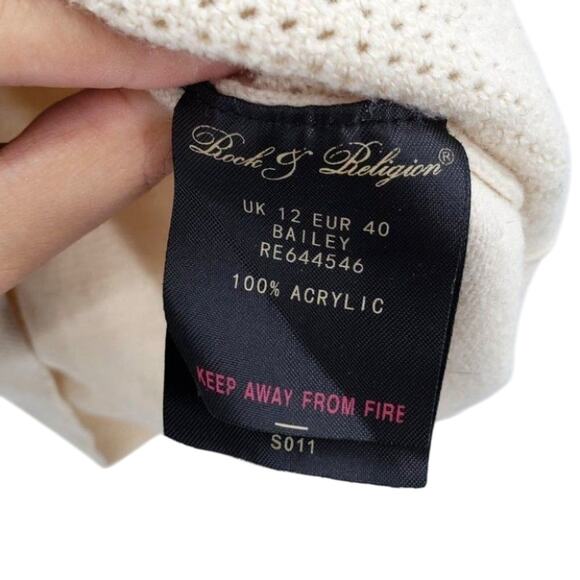 Rock & Religion®
UK 12 EUR 40
BAILEY
RE644546
100% ACRYLIC
KEEP AWAY FROM FIRE
S011